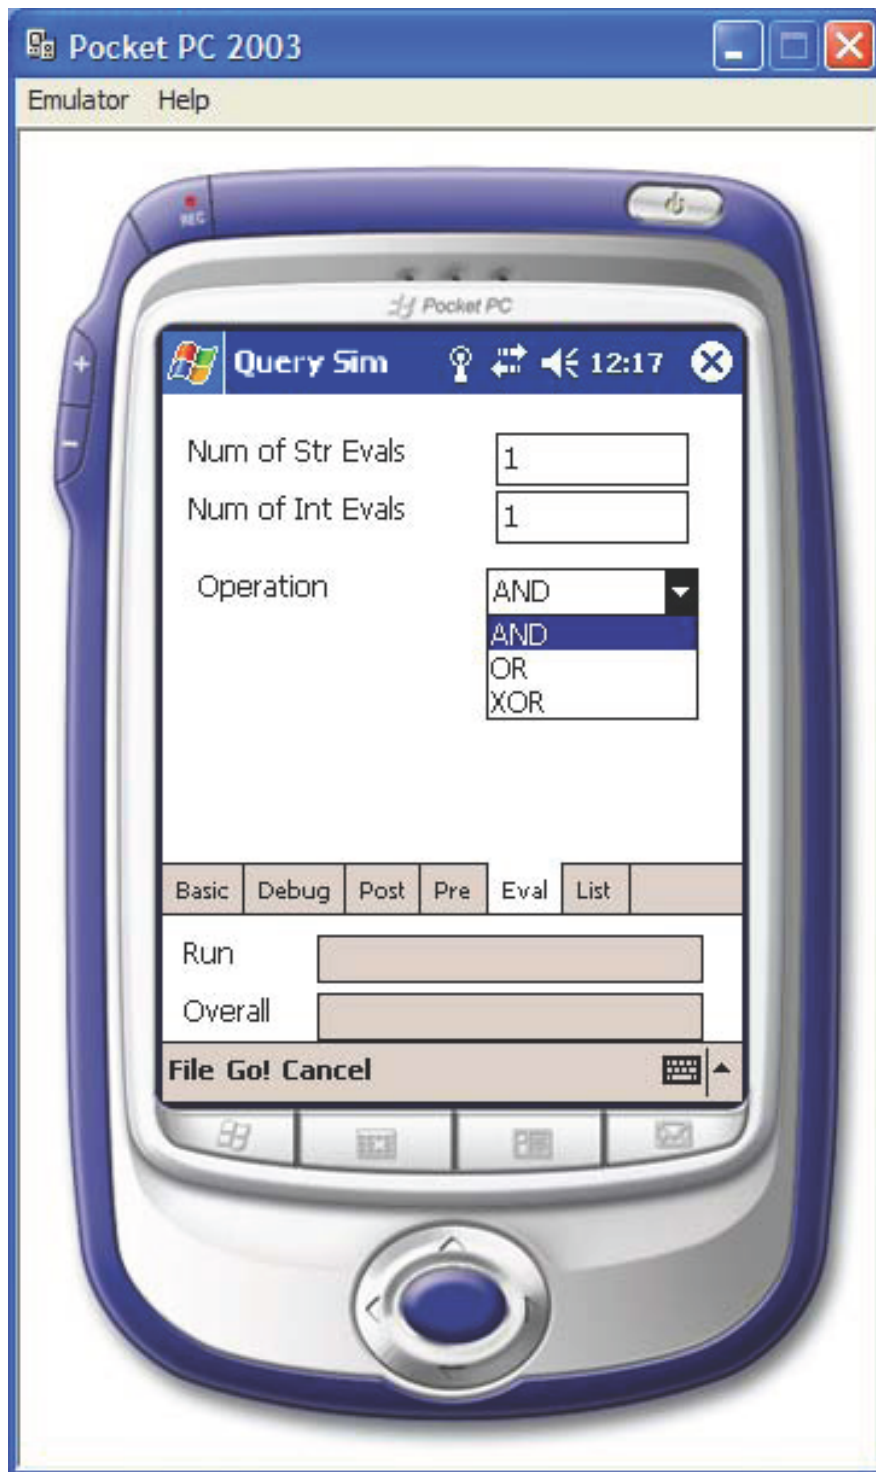 Pocket PC 2003
Emulator Help
REC
Pocket PC
Query Sim 12:17
Num of Str Evals 1
Num of Int Evals 1
Operation AND
AND
OR
XOR
Basic Debug Post Pre Eval List
Run
Overall
File Go! Cancel